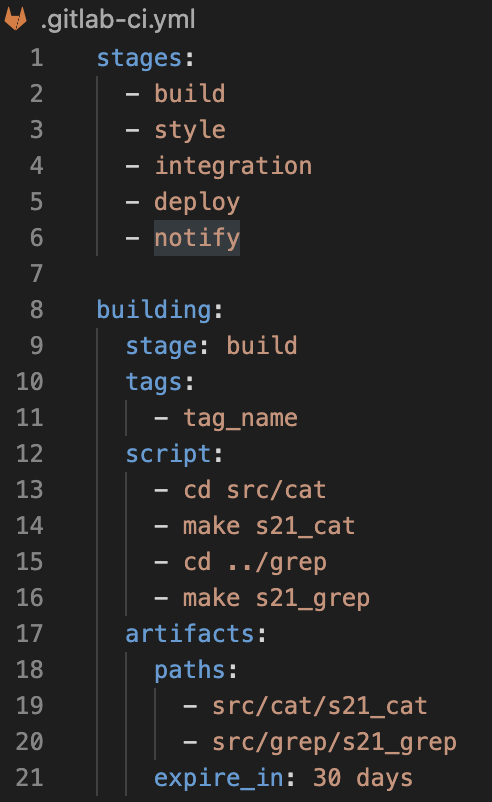 .gitlab-ci.yml
1 stages:
2 - build
3 - style
4 - integration
5 - deploy
6 - notify
7
8 building:
9 stage: build
10 tags:
11 - tag_name
12 script:
13 - cd src/cat
14 - make s21_cat
15 - cd ../grep
16 - make s21_grep
17 artifacts:
18 paths:
19 - src/cat/s21_cat
20 - src/grep/s21_grep
21 expire_in: 30 days